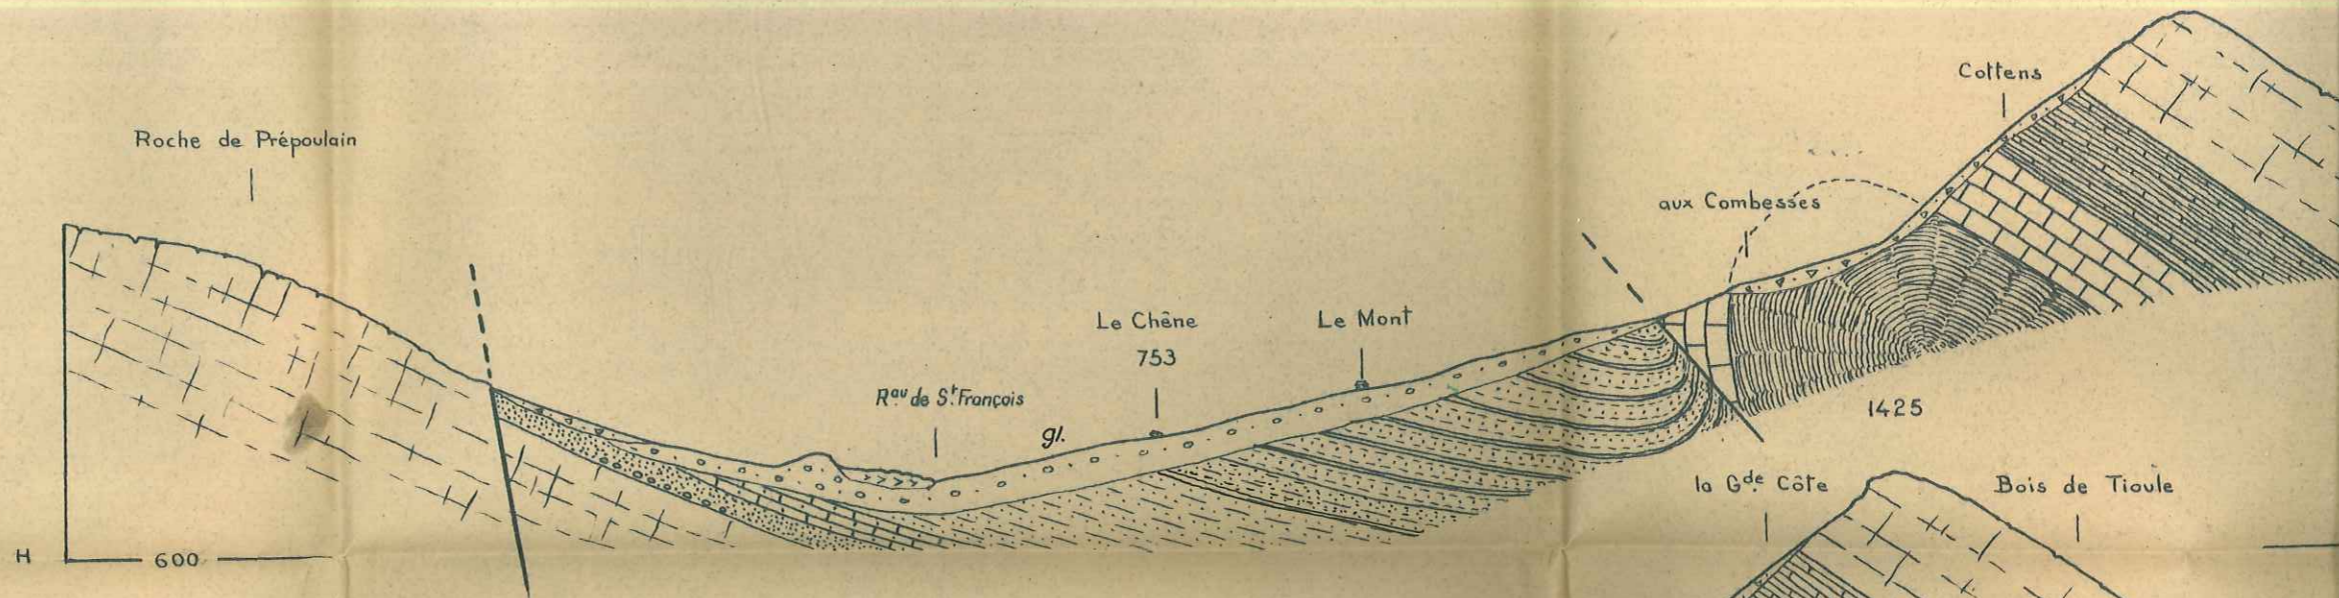 Cottens
Roche de Prépoulain
aux Combesses
Le Chêne
753
Le Mont
Rau de St. François
gl.
1425
la Gde. Côte
Bois de Tioule
H
600